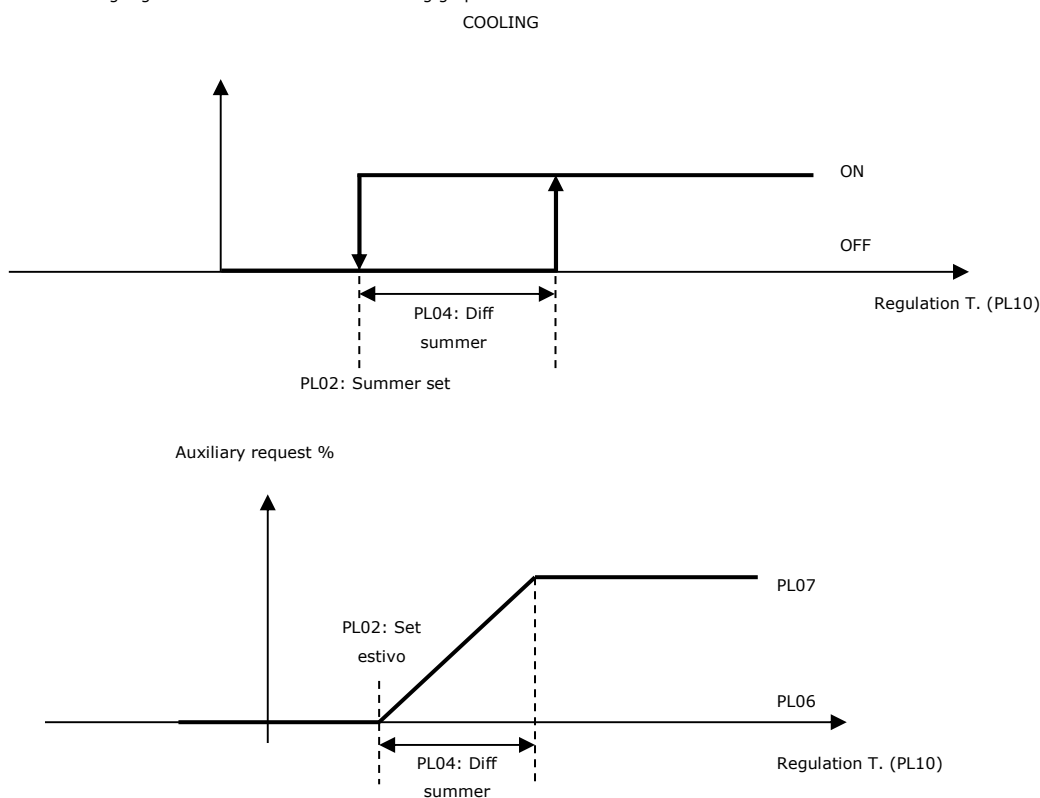 COOLING
ON
OFF
Regulation T. (PL10)
PL04: Diff
summer
PL02: Summer set
Auxiliary request %
PL07
PL02: Set
estivo
PL06
PL04: Diff
summer
Regulation T. (PL10)